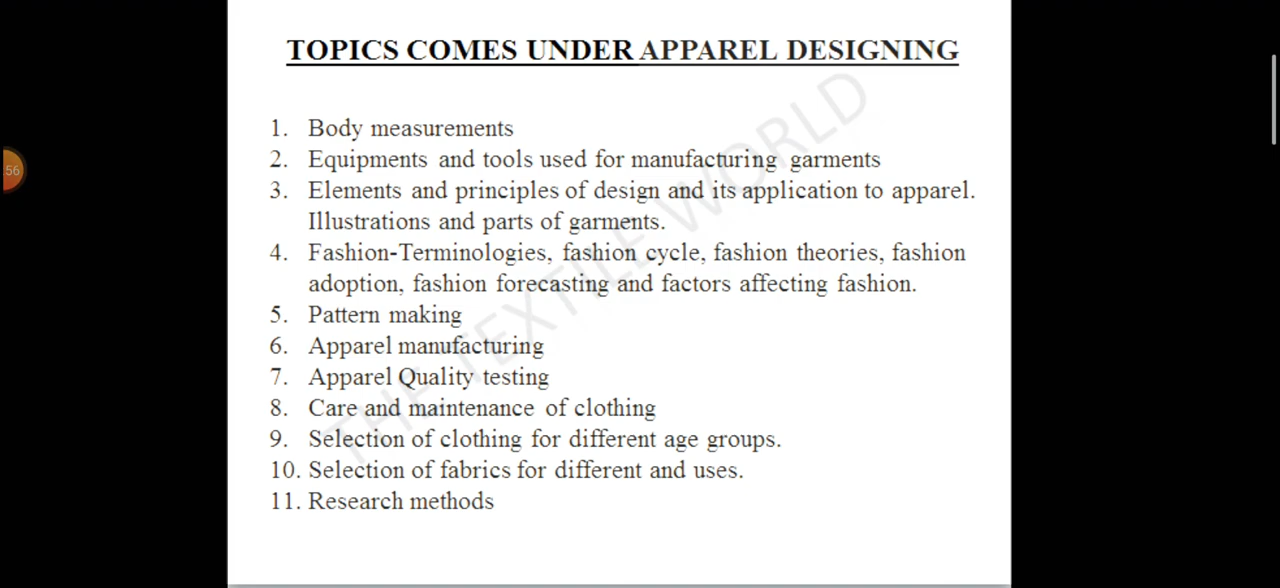 TOPICS COMES UNDER APPAREL DESIGNING
1. Body measurements
2. Equipments and tools used for manufacturing garments
3. Elements and principles of design and its application to apparel.
Illustrations and parts of garments.
4. Fashion-Terminologies, fashion cycle, fashion theories, fashion
adoption, fashion forecasting and factors affecting fashion.
5. Pattern making
6. Apparel manufacturing
7. Apparel Quality testing
8. Care and maintenance of clothing
9. Selection of clothing for different age groups.
10. Selection of fabrics for different and uses.
11. Research methods
THE TEXTILE WORLD
56